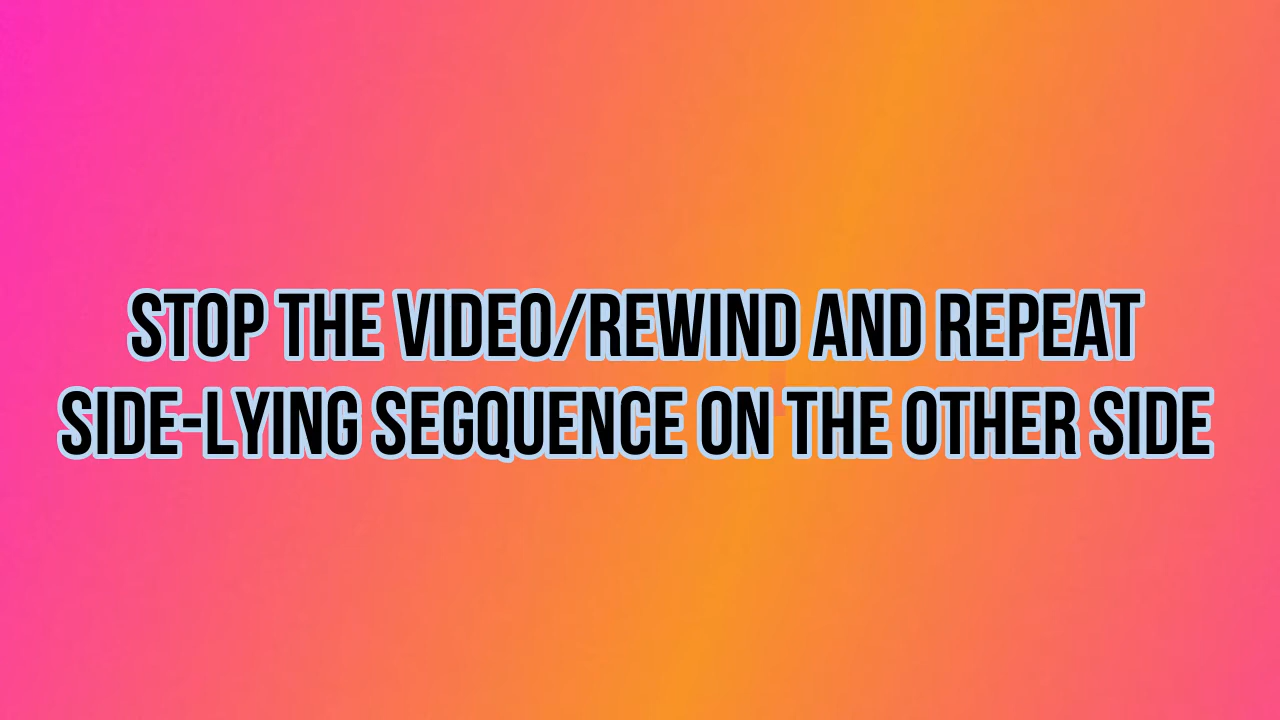 STOP THE VIDEO/REWIND AND REPEAT
SIDE-LYING SEGQUENCE ON THE OTHER SIDE